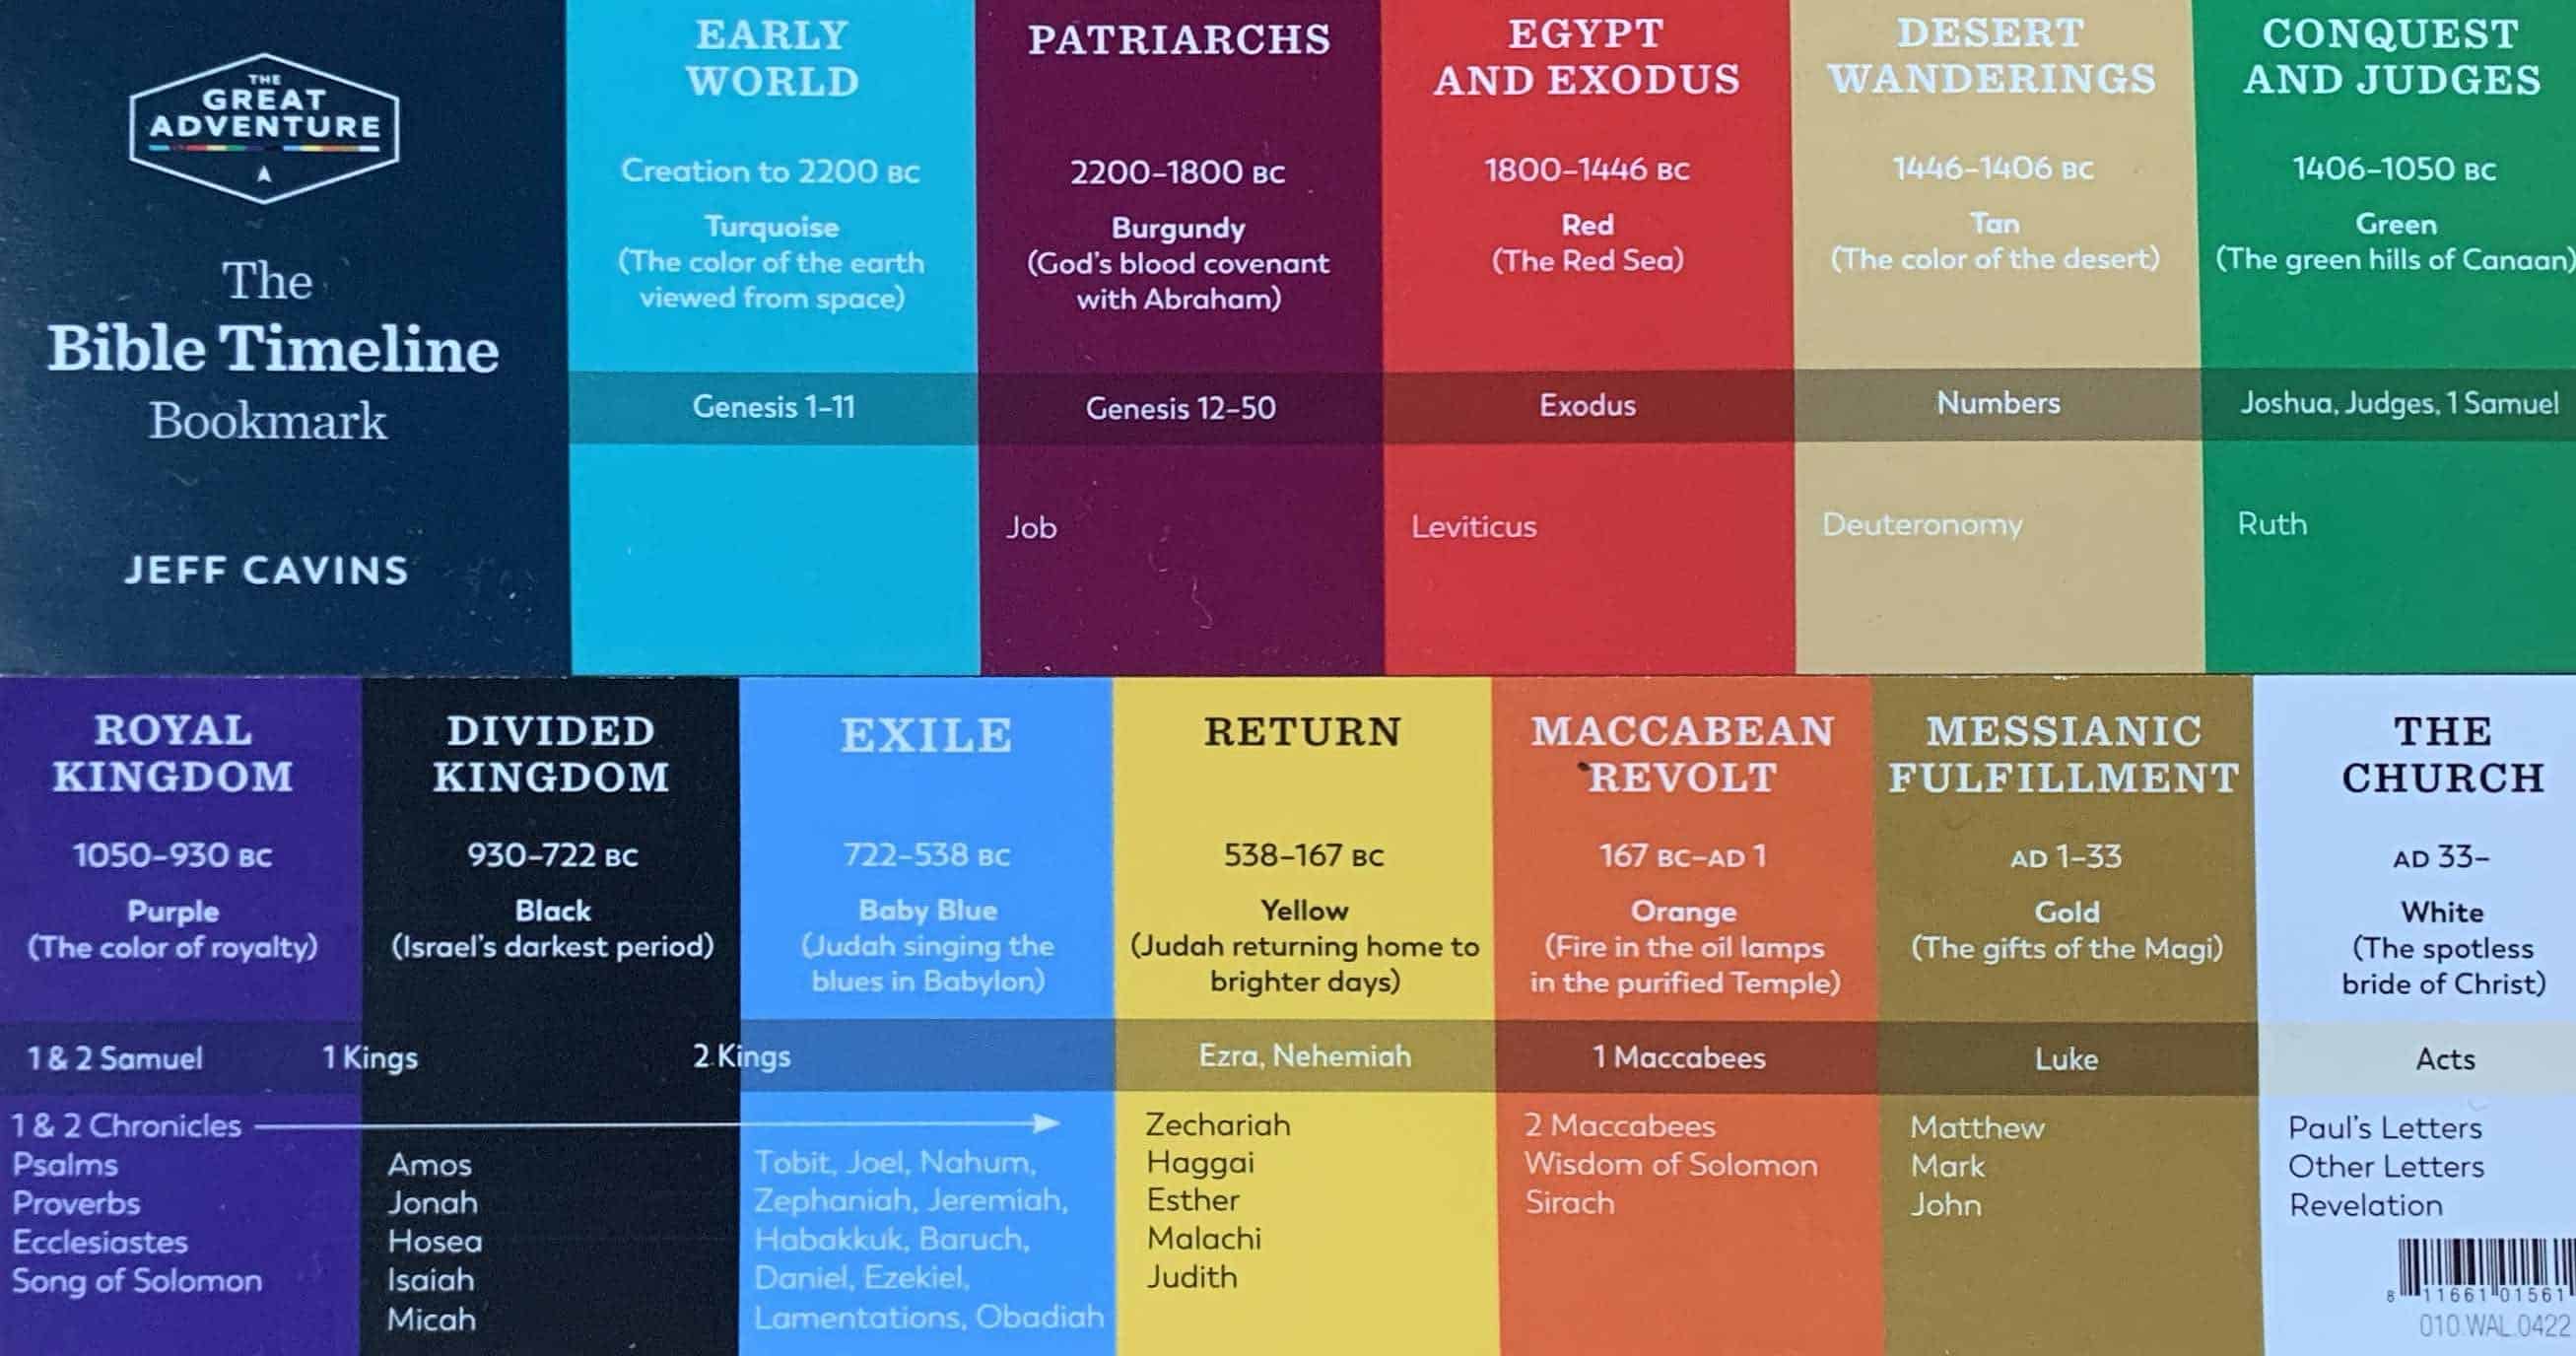 THE
GREAT
ADVENTURE
The
Bible Timeline
Bookmark
JEFF CAVINS
EARLY
WORLD
Creation to 2200 BC
Turquoise
(The color of the earth
viewed from space)
Genesis 1–11
PATRIARCHS
2200–1800 BC
Burgundy
(God's blood covenant
with Abraham)
Genesis 12–50
Job
EGYPT
AND EXODUS
1800–1446 BC
Red
(The Red Sea)
Exodus
Leviticus
DESERT
WANDERINGS
1446–1406 BC
Tan
(The color of the desert)
Numbers
Deuteronomy
CONQUEST
AND JUDGES
1406–1050 BC
Green
(The green hills of Canaan)
Joshua, Judges, 1 Samuel
Ruth
ROYAL
KINGDOM
1050–930 BC
Purple
(The color of royalty)
1 & 2 Samuel
1 Kings
1 & 2 Chronicles
Psalms
Proverbs
Ecclesiastes
Song of Solomon
DIVIDED
KINGDOM
930–722 BC
Black
(Israel's darkest period)
2 Kings
Amos
Jonah
Hosea
Isaiah
Micah
EXILE
722–538 BC
Baby Blue
(Judah singing the
blues in Babylon)
Tobit, Joel, Nahum,
Zephaniah, Jeremiah,
Habakkuk, Baruch,
Daniel, Ezekiel,
Lamentations, Obadiah
RETURN
538–167 BC
Yellow
(Judah returning home to
brighter days)
Ezra, Nehemiah
Zechariah
Haggai
Esther
Malachi
Judith
MACCABEAN
REVOLT
167 BC–AD 1
Orange
(Fire in the oil lamps
in the purified Temple)
1 Maccabees
2 Maccabees
Wisdom of Solomon
Sirach
MESSIANIC
FULFILLMENT
AD 1–33
Gold
(The gifts of the Magi)
Luke
Matthew
Mark
John
THE
CHURCH
AD 33–
White
(The spotless
bride of Christ)
Acts
Paul's Letters
Other Letters
Revelation
8 11661 01561
010.WAL.0422